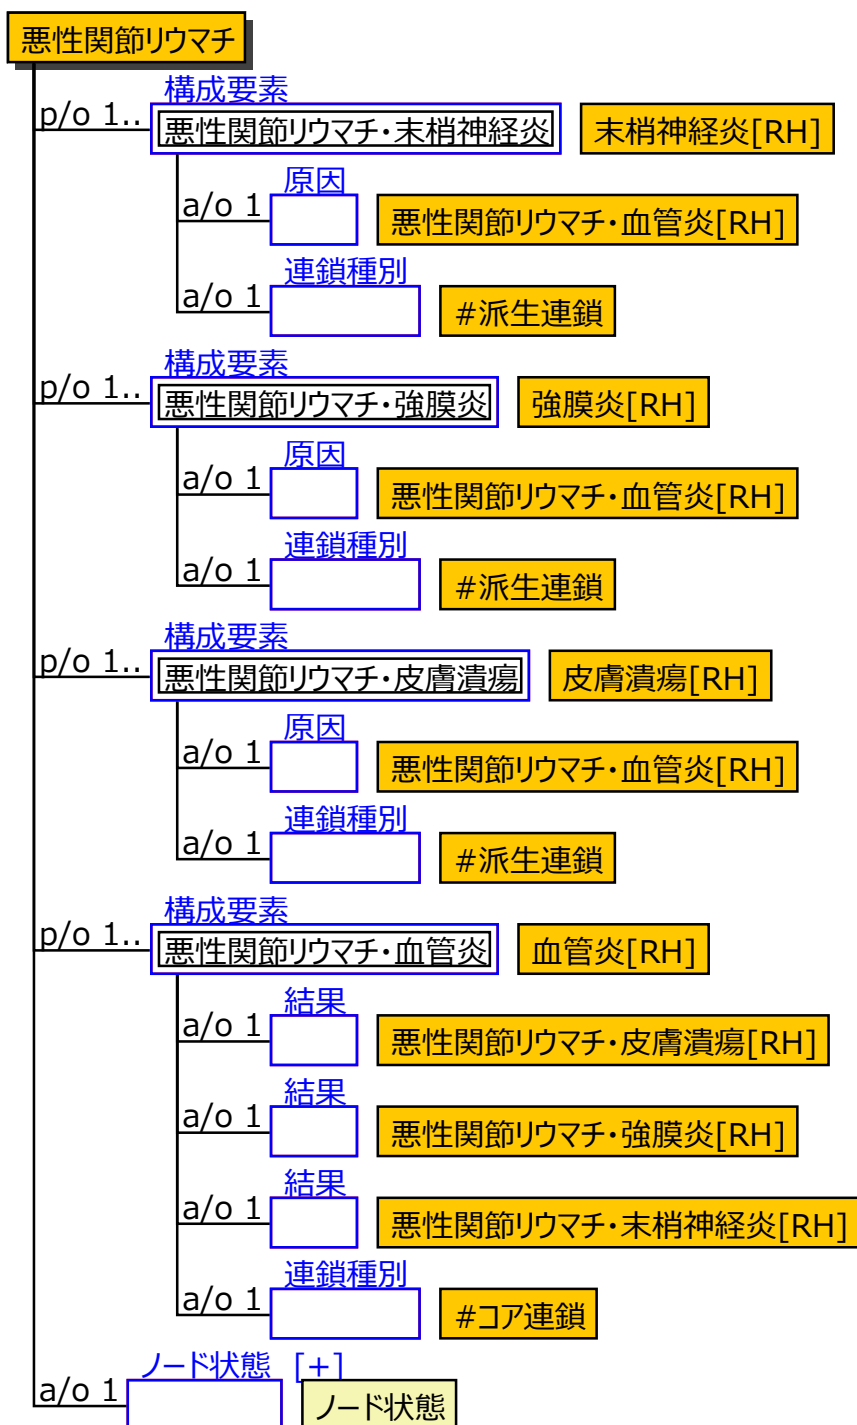 悪性関節リウマチ
構成要素
p/o 1.. 悪性関節リウマチ・末梢神経炎 末梢神経炎[RH]
原因
a/o 1 悪性関節リウマチ・血管炎[RH]
連鎖種別
a/o 1 #派生連鎖
構成要素
p/o 1.. 悪性関節リウマチ・強膜炎 強膜炎[RH]
原因
a/o 1 悪性関節リウマチ・血管炎[RH]
連鎖種別
a/o 1 #派生連鎖
構成要素
p/o 1.. 悪性関節リウマチ・皮膚潰瘍 皮膚潰瘍[RH]
原因
a/o 1 悪性関節リウマチ・血管炎[RH]
連鎖種別
a/o 1 #派生連鎖
構成要素
p/o 1.. 悪性関節リウマチ・血管炎 血管炎[RH]
結果
a/o 1 悪性関節リウマチ・皮膚潰瘍[RH]
結果
a/o 1 悪性関節リウマチ・強膜炎[RH]
結果
a/o 1 悪性関節リウマチ・末梢神経炎[RH]
連鎖種別
a/o 1 #コア連鎖
ノード状態 [+]
a/o 1 ノード状態